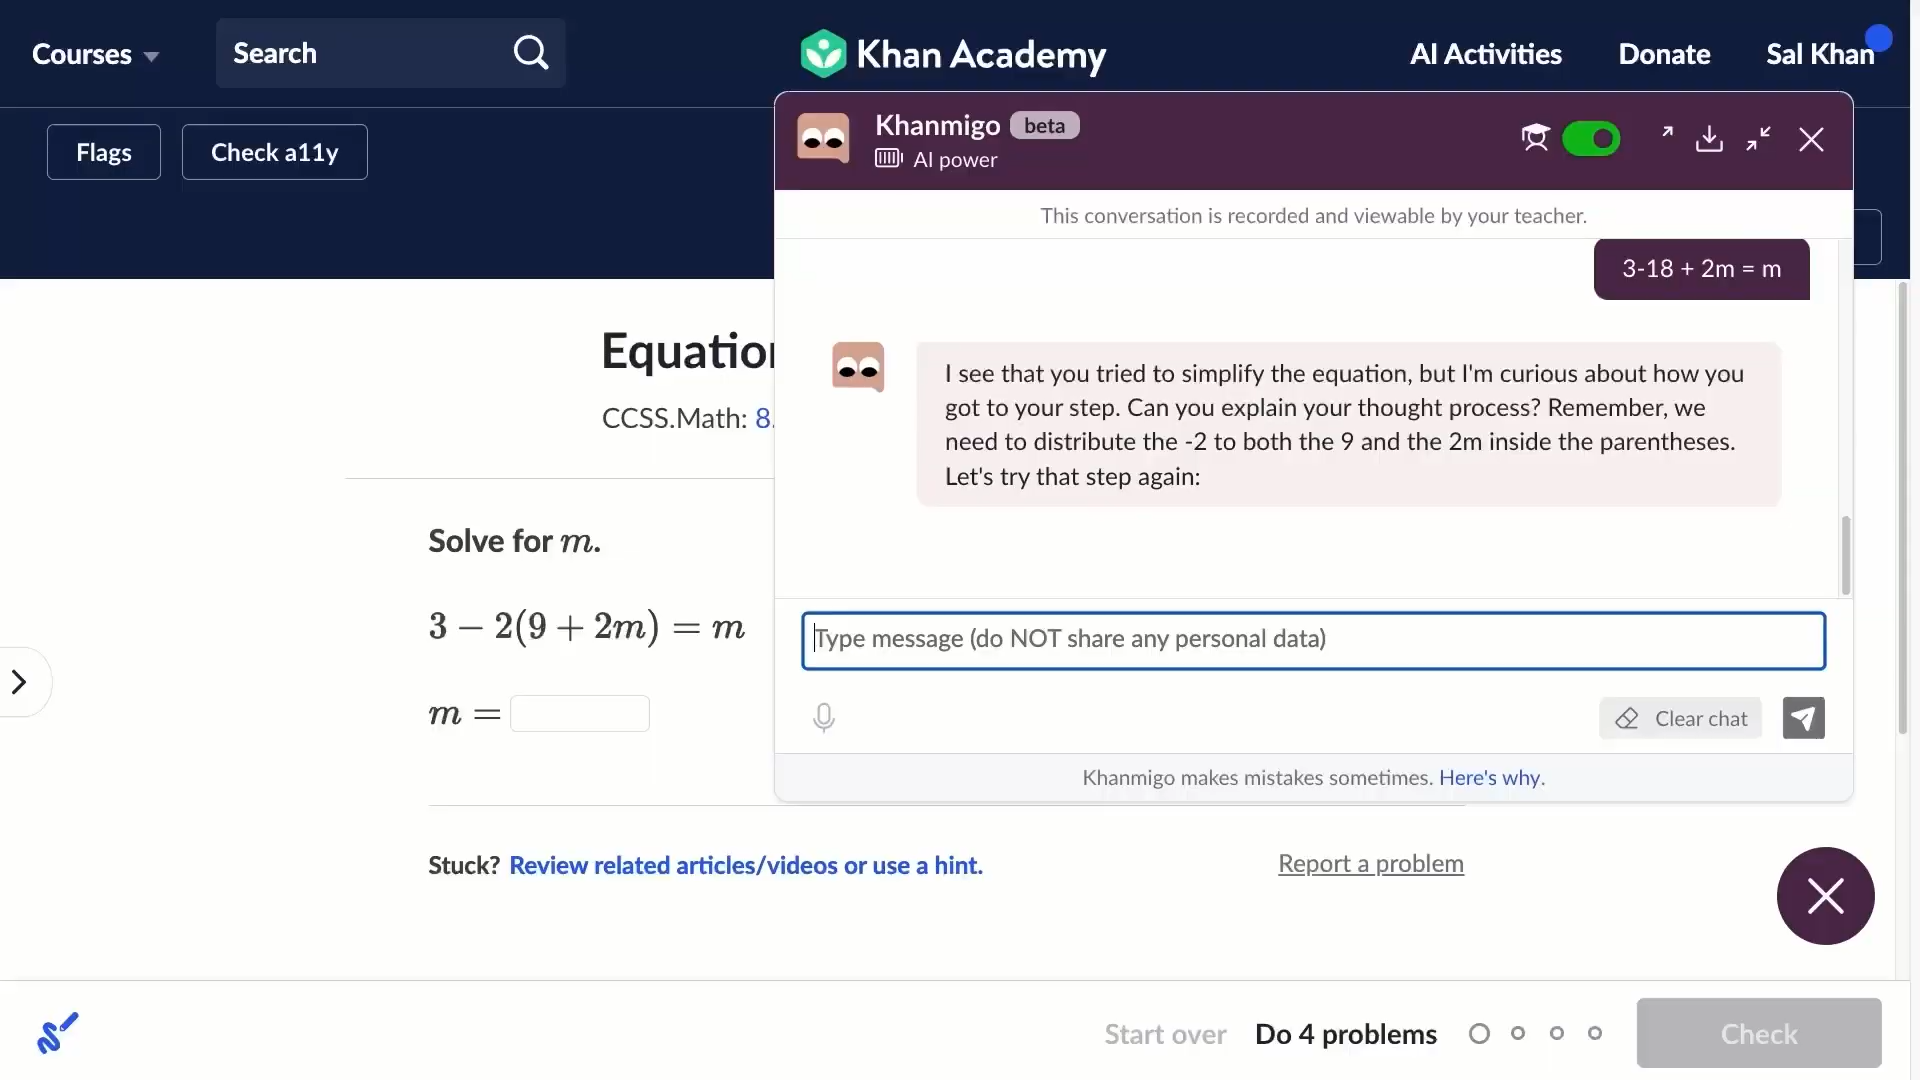 Courses
Search
Khan Academy
AI Activities
Donate
Sal Khan
Flags
Check a11y
Khanmigo beta
AI power
This conversation is recorded and viewable by your teacher.
3-18 + 2m = m
I see that you tried to simplify the equation, but I'm curious about how you
got to your step. Can you explain your thought process? Remember, we
need to distribute the -2 to both the 9 and the 2m inside the parentheses.
Let's try that step again:
Type message (do NOT share any personal data)
Clear chat
Khanmigo makes mistakes sometimes. Here's why.
CCSS.Math: 8.
Solve for m.
3 − 2(9 + 2m) = m
m =
Stuck? Review related articles/videos or use a hint.
Report a problem
Start over
Do 4 problems
Check